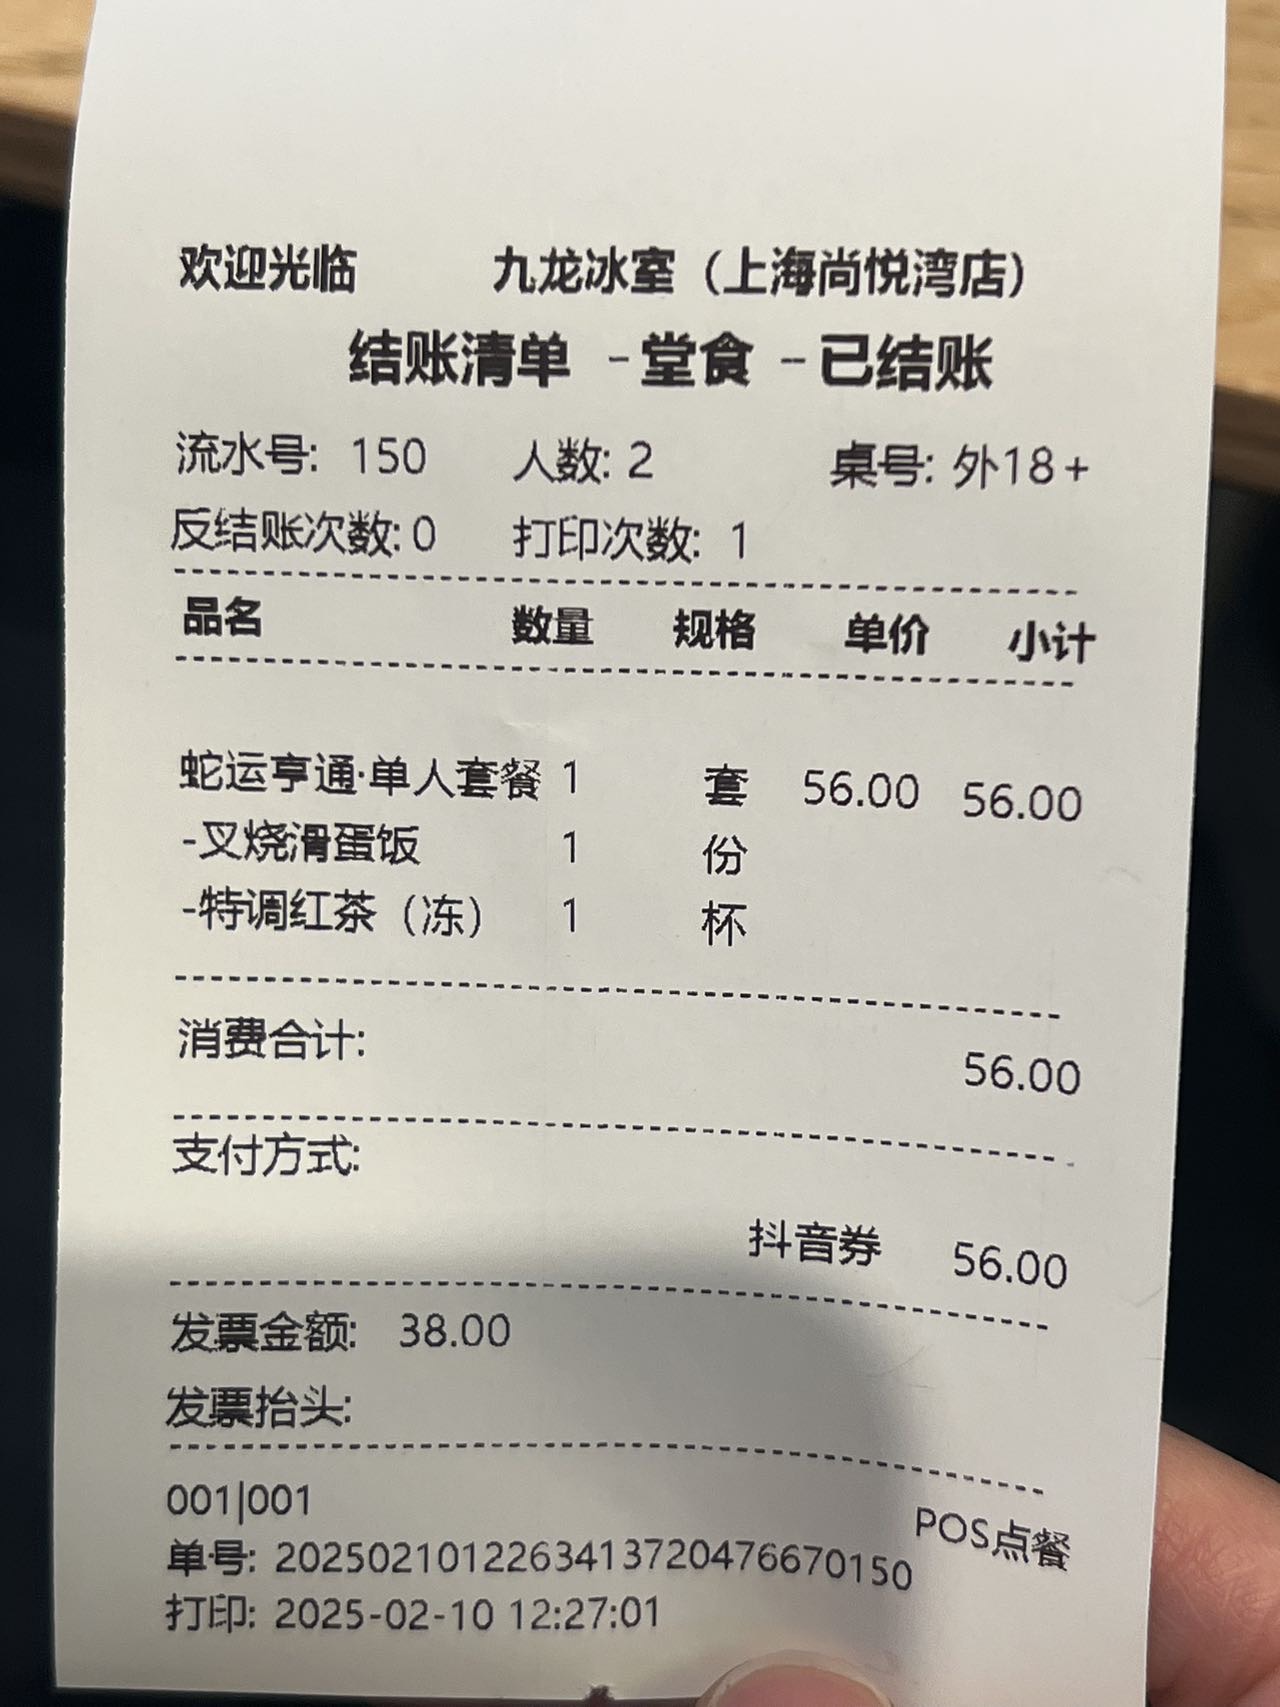 欢迎光临 九龙冰室（上海尚悦湾店）
结账清单 -堂食 --已结账
流水号: 150 人数: 2 桌号: 外18+
反结账次数:0 打印次数: 1
品名 数量 规格 单价 小计
蛇运亨通·单人套餐 1 套 56.00 56.00
-叉烧滑蛋饭 1 份
-特调红茶（冻） 1 杯
消费合计: 56.00
支付方式:
抖音券 56.00
发票金额: 38.00
发票抬头:
001|001 POS点餐
单号: 20250210122634137204766701​50
打印: 2025-02-10 12:27:01